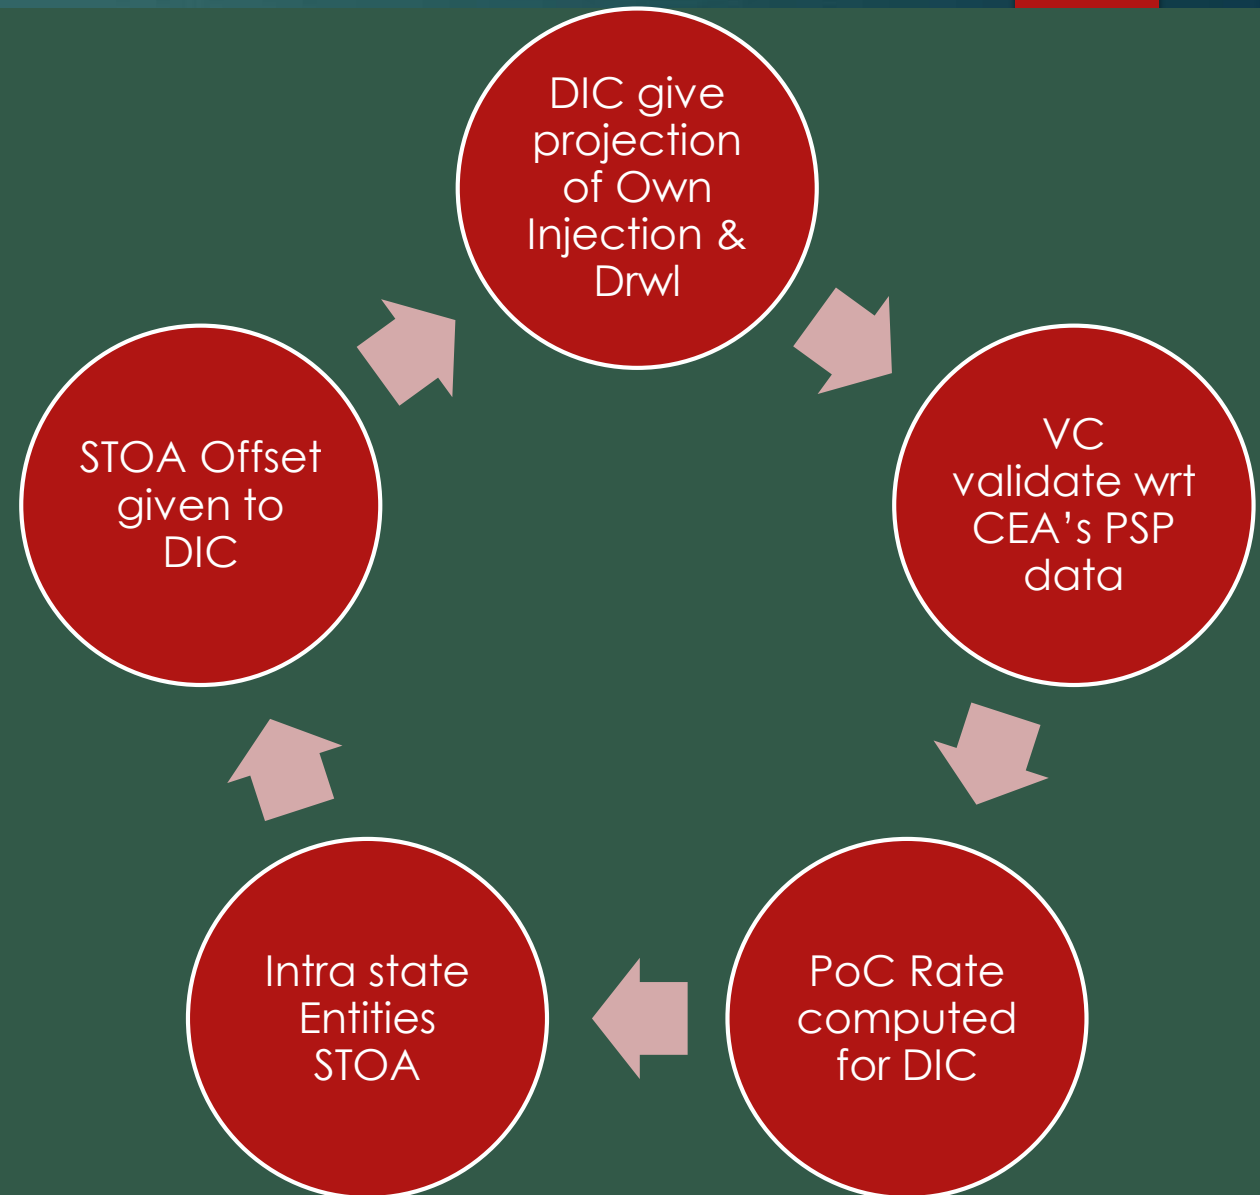 DIC give
projection
of Own
Injection &
Drwl
VC
validate wrt
CEA’s PSP
data
PoC Rate
computed
for DIC
Intra state
Entities
STOA
STOA Offset
given to
DIC